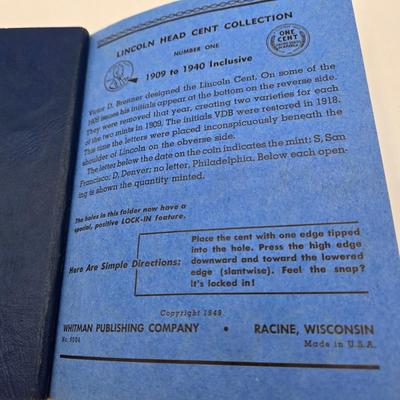 LINCOLN HEAD CENT COLLECTION
NUMBER ONE
1909 to 1940 Inclusive
ONE
CENT
Victor D. Brenner designed the Lincoln Cent. On some of the
1909 issues his initials appear at the bottom on the reverse side.
They were removed that year, creating two varieties for each
of the two mints in 1909. The initials VDB were restored in 1918.
This time the letters were placed inconspicuously beneath the
shoulder of Lincoln on the obverse side.
The letter below the date on the coin indicates the mint: S, San
Francisco; D, Denver; no letter, Philadelphia. Below each open-
ing is shown the quantity minted.
The holes in this folder now have a
special, positive LOCK-IN feature.
Here Are Simple Directions:
Place the cent with one edge tipped
into the hole. Press the high edge
downward and toward the lowered
edge (slantwise). Feel the snap?
it's locked in!
Copyright 1949
WHITMAN PUBLISHING COMPANY • RACINE, WISCONSIN
No. 9004 Made in U.S.A.